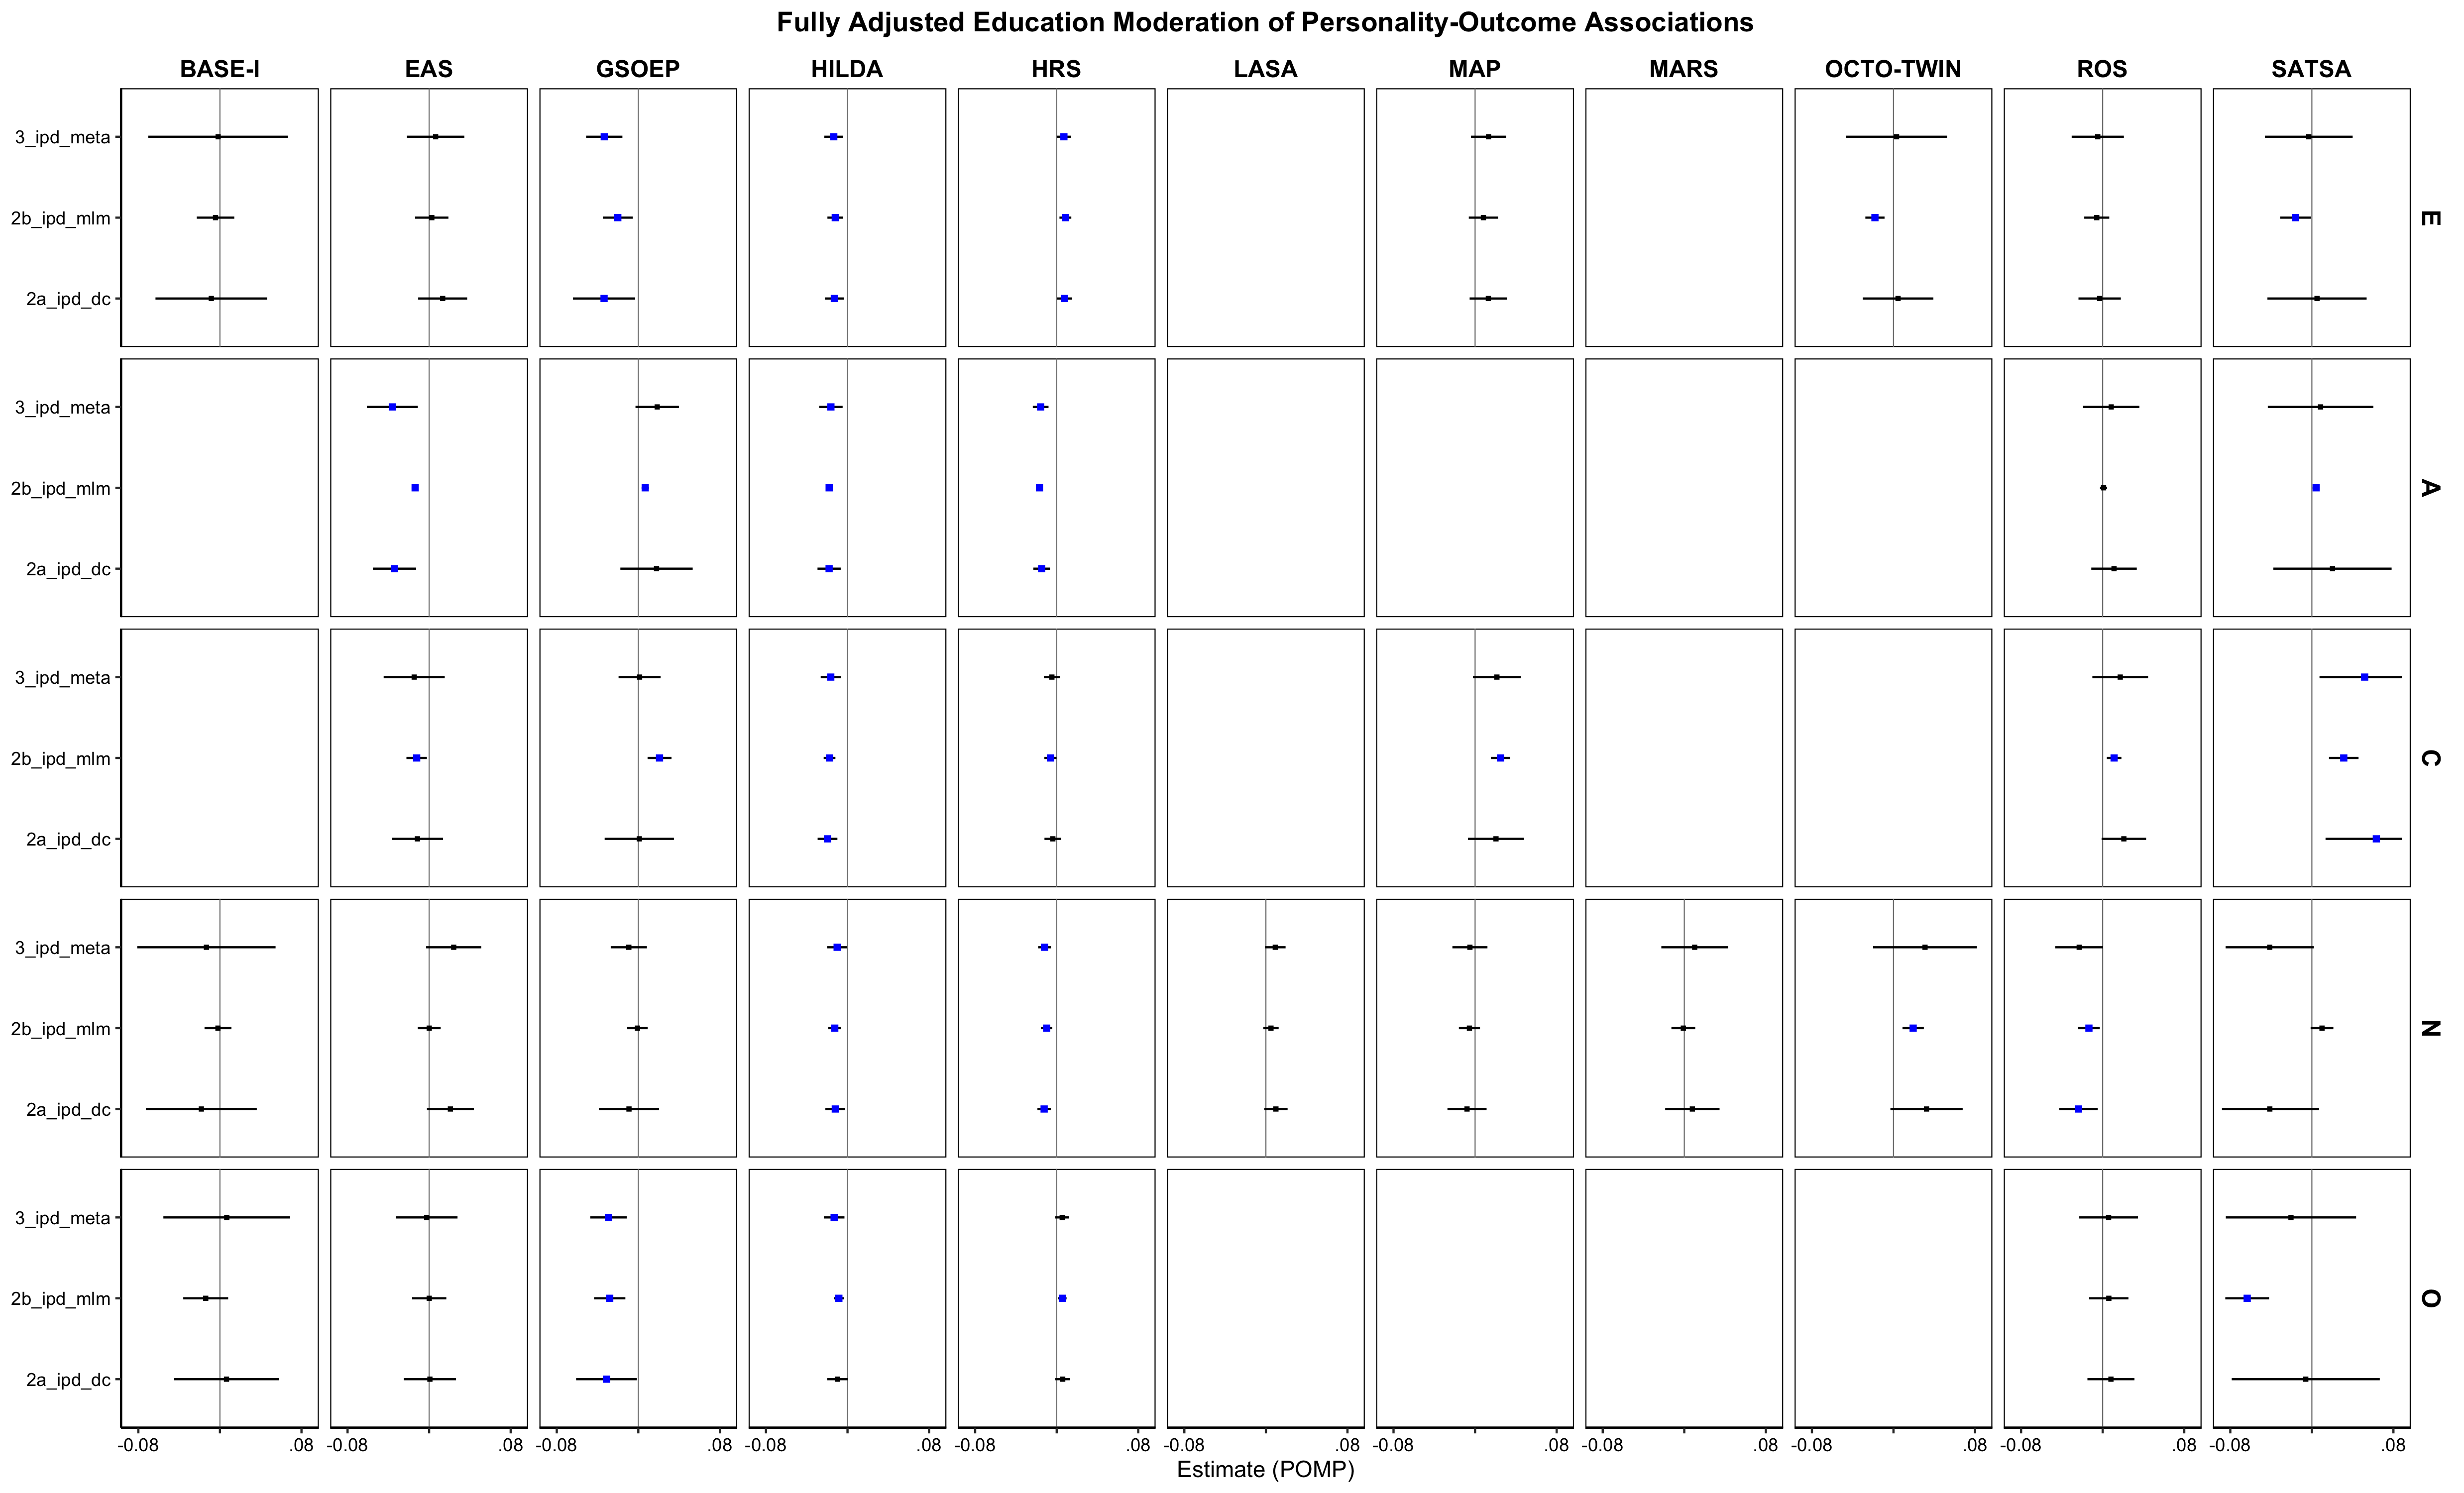 Fully Adjusted Education Moderation of Personality-Outcome Associations
BASE-I EAS GSOEP HILDA HRS LASA MAP MARS OCTO-TWIN ROS SATSA
3_ipd_meta
2b_ipd_mlm E
2a_ipd_dc
3_ipd_meta
2b_ipd_mlm A
2a_ipd_dc
3_ipd_meta
2b_ipd_mlm C
2a_ipd_dc
3_ipd_meta
2b_ipd_mlm N
2a_ipd_dc
3_ipd_meta
2b_ipd_mlm O
2a_ipd_dc
-0.08 .08 -0.08 .08 -0.08 .08 -0.08 .08 -0.08 .08 -0.08 .08 -0.08 .08 -0.08 .08 -0.08 .08 -0.08 .08 -0.08 .08
Estimate (POMP)